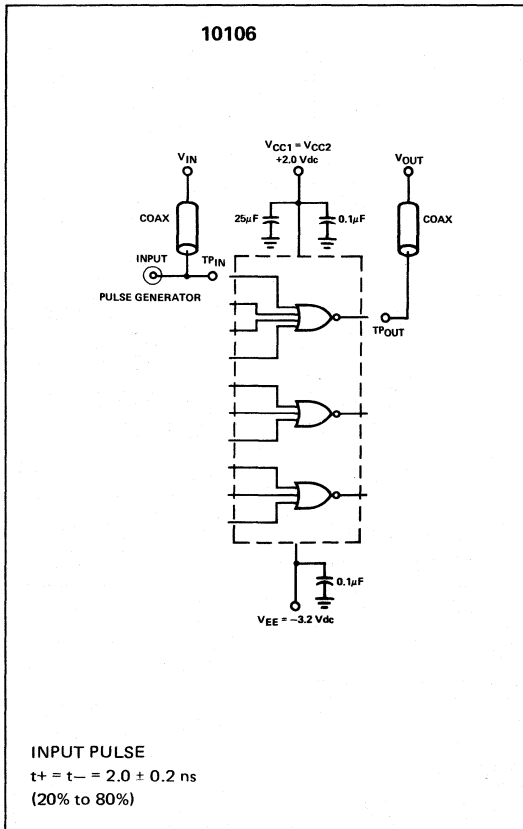 10106
VCC1 = VCC2
+2.0 Vdc
VIN
VOUT
COAX
25μF
0.1μF
COAX
INPUT
TPIN
PULSE GENERATOR
TPOUT
0.1μF
VEE = −3.2 Vdc
INPUT PULSE
t+ = t− = 2.0 ± 0.2 ns
(20% to 80%)